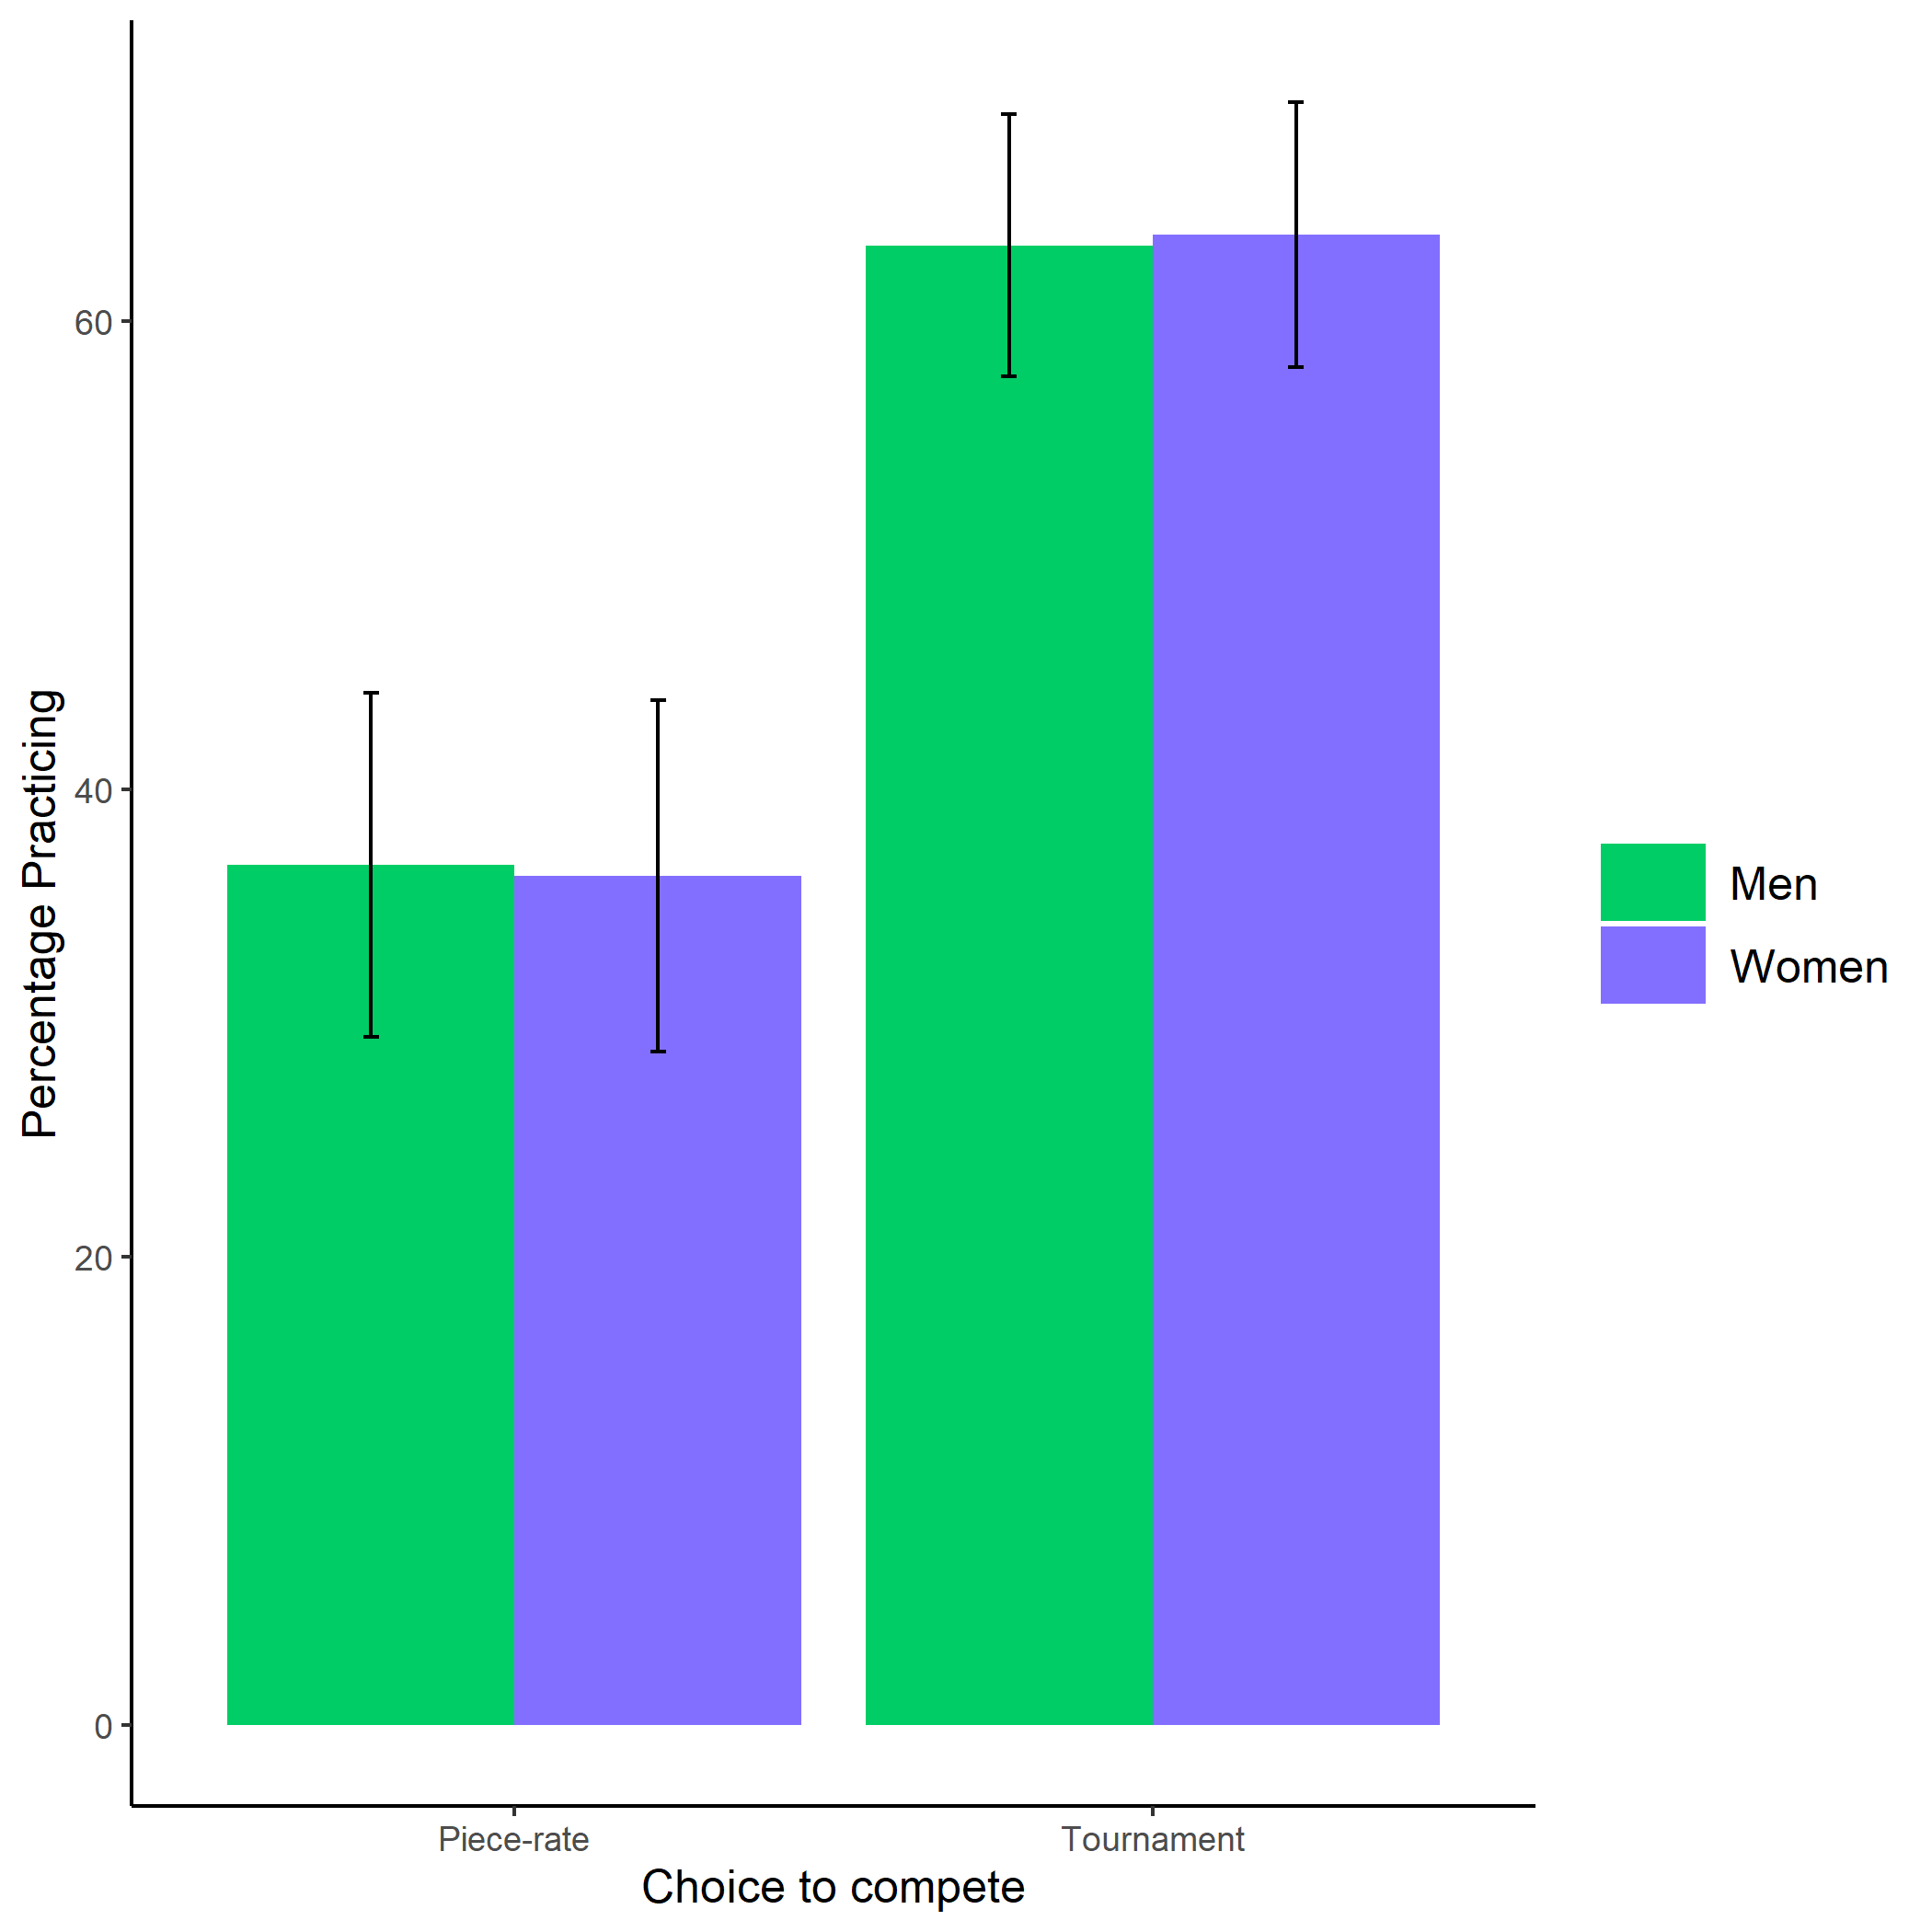 Percentage Practicing
60
40
20
0
Piece-rate
Tournament
Choice to compete
Men
Women